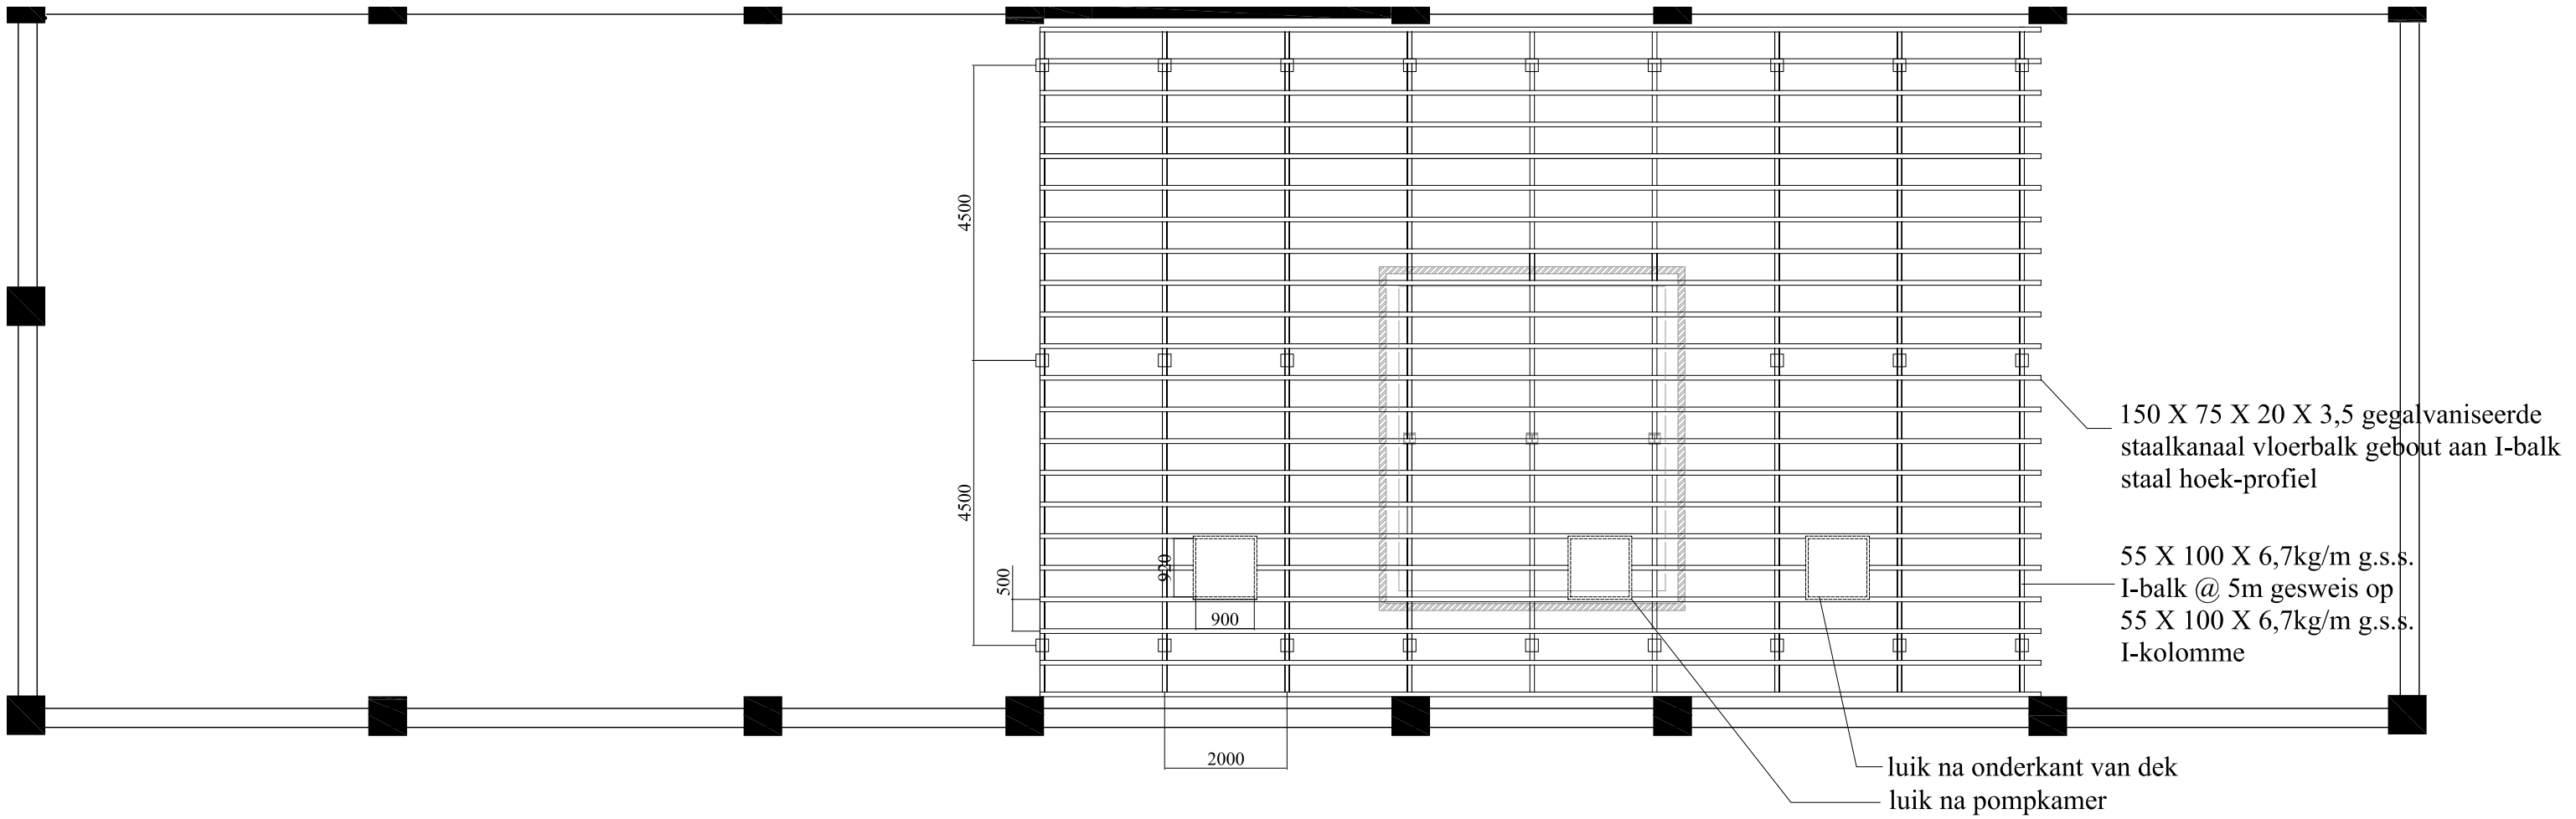 4500
4500
500
920
900
2000
150 X 75 X 20 X 3,5 gegalvaniseerde
staalkanaal vloerbalk gebout aan I-balk
staal hoek-profiel
55 X 100 X 6,7kg/m g.s.s.
I-balk @ 5m gesweis op
55 X 100 X 6,7kg/m g.s.s.
I-kolomme
luik na onderkant van dek
luik na pompkamer